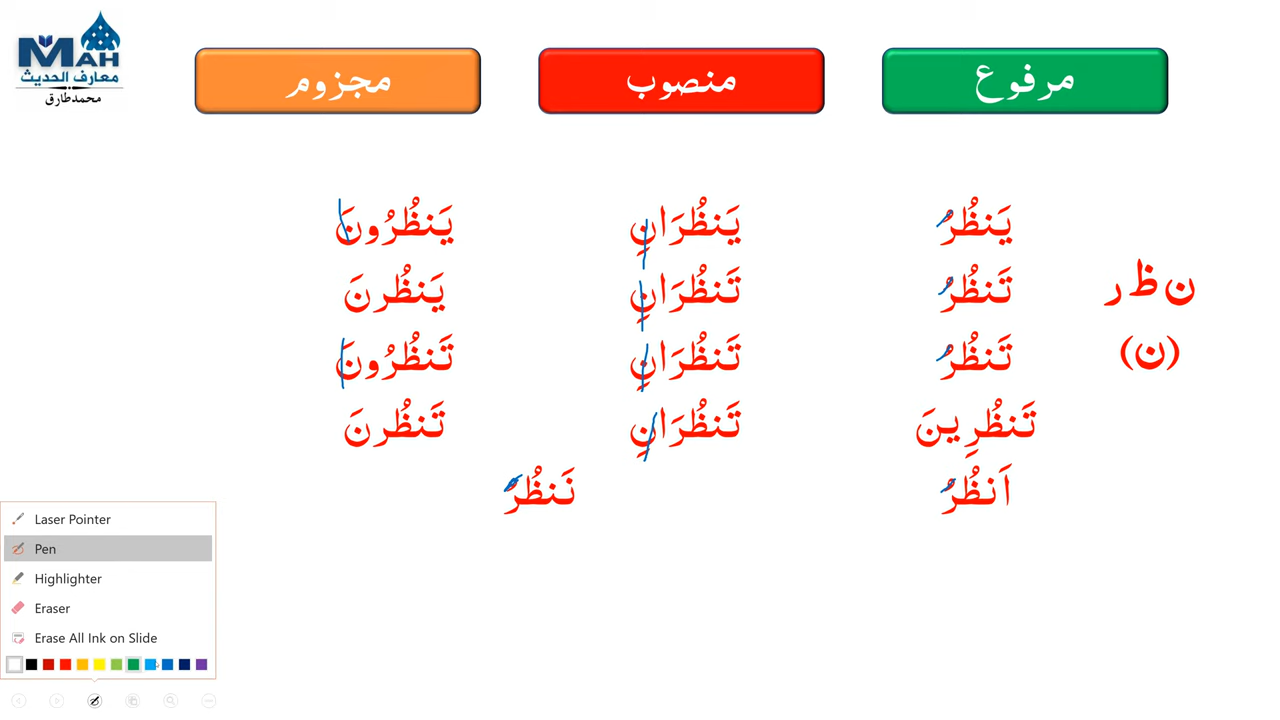 MAH
معارف الحديث
محمد طارق
مرفوع منصوب مجزوم
يَنظُرُ يَنظُرَانِ يَنظُرُونَ
ن ظ ر
تَنظُرُ تَنظُرَانِ يَنظُرنَ
(ن)
تَنظُرُ تَنظُرَانِ تَنظُرُونَ
تَنظُرِينَ تَنظُرَانِ تَنظُرنَ
اَنظُرُ نَنظُرُ
Laser Pointer
Pen
Highlighter
Eraser
Erase All Ink on Slide